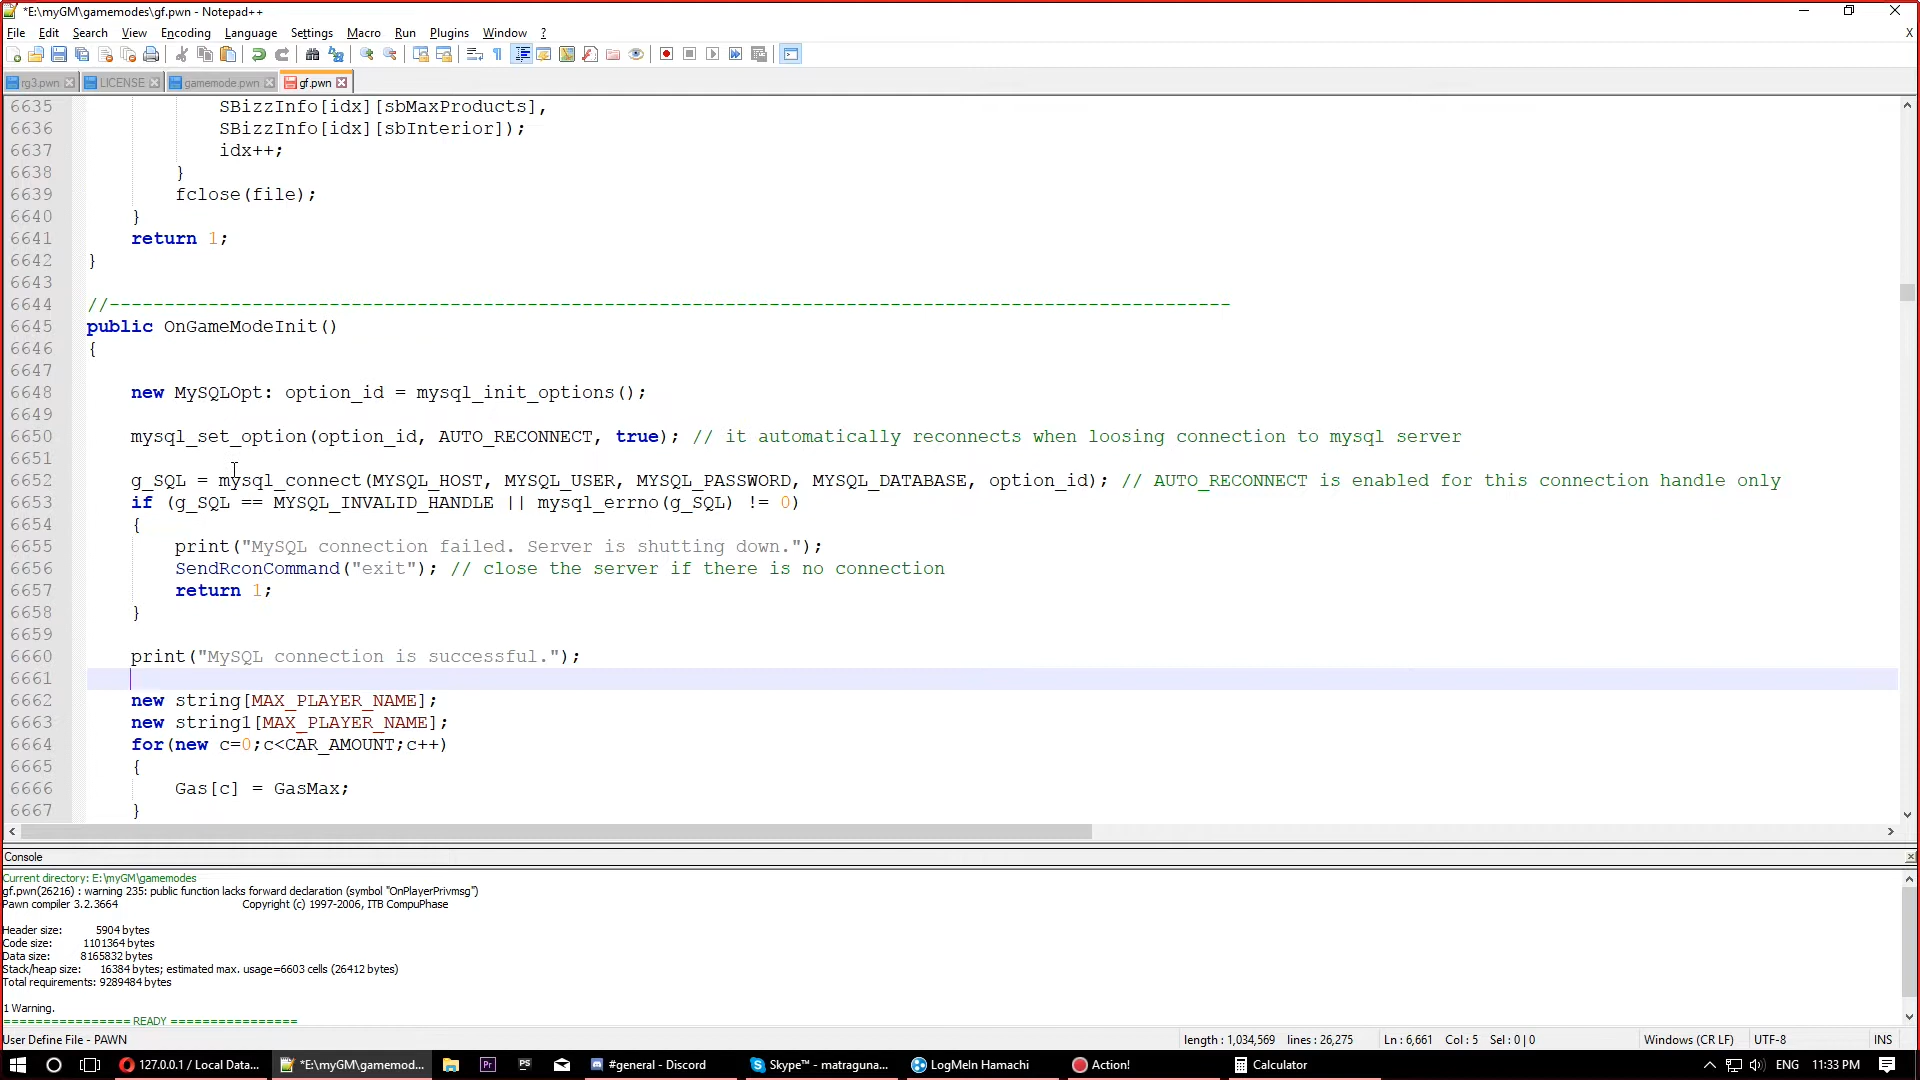 *E:\myGM\gamemodes\gf.pwn - Notepad++
File Edit Search View Encoding Language Settings Macro Run Plugins Window ? X
rg3.pwn LICENSE gamemode.pwn gf.pwn
6635 SBizzInfo[idx][sbMaxProducts],
6636 SBizzInfo[idx][sbInterior]);
6637 idx++;
6638 }
6639 fclose(file);
6640 }
6641 return 1;
6642 }
6643
6644 //------------------------------------------------------------------------------------------------------
6645 public OnGameModeInit()
6646 {
6647
6648 new MySQLOpt: option_id = mysql_init_options();
6649
6650 mysql_set_option(option_id, AUTO_RECONNECT, true); // it automatically reconnects when loosing connection to mysql server
6651
6652 g_SQL = mysql_connect(MYSQL_HOST, MYSQL_USER, MYSQL_PASSWORD, MYSQL_DATABASE, option_id); // AUTO_RECONNECT is enabled for this connection handle only
6653 if (g_SQL == MYSQL_INVALID_HANDLE || mysql_errno(g_SQL) != 0)
6654 {
6655 print("MySQL connection failed. Server is shutting down.");
6656 SendRconCommand("exit"); // close the server if there is no connection
6657 return 1;
6658 }
6659
6660 print("MySQL connection is successful.");
6661
6662 new string[MAX_PLAYER_NAME];
6663 new string1[MAX_PLAYER_NAME];
6664 for(new c=0;c<CAR_AMOUNT;c++)
6665 {
6666 Gas[c] = GasMax;
6667 }
Console
Current directory: E:\myGM\gamemodes
gf.pwn(26216) : warning 235: public function lacks forward declaration (symbol "OnPlayerPrivmsg")
Pawn compiler 3.2.3664 Copyright (c) 1997-2006, ITB CompuPhase
Header size: 5904 bytes
Code size: 1101364 bytes
Data size: 8165832 bytes
Stack/heap size: 16384 bytes; estimated max. usage=6603 cells (26412 bytes)
Total requirements: 9289484 bytes
1 Warning.
================ READY ================
User Define File - PAWN length : 1,034,569 lines : 26,275 Ln : 6,661 Col : 5 Sel : 0 | 0 Windows (CR LF) UTF-8 INS
127.0.0.1 / Local Data... *E:\myGM\gamemod... Pr PS #general - Discord Skype™ - matraguna... LogMeIn Hamachi Action! Calculator ENG 11:33 PM